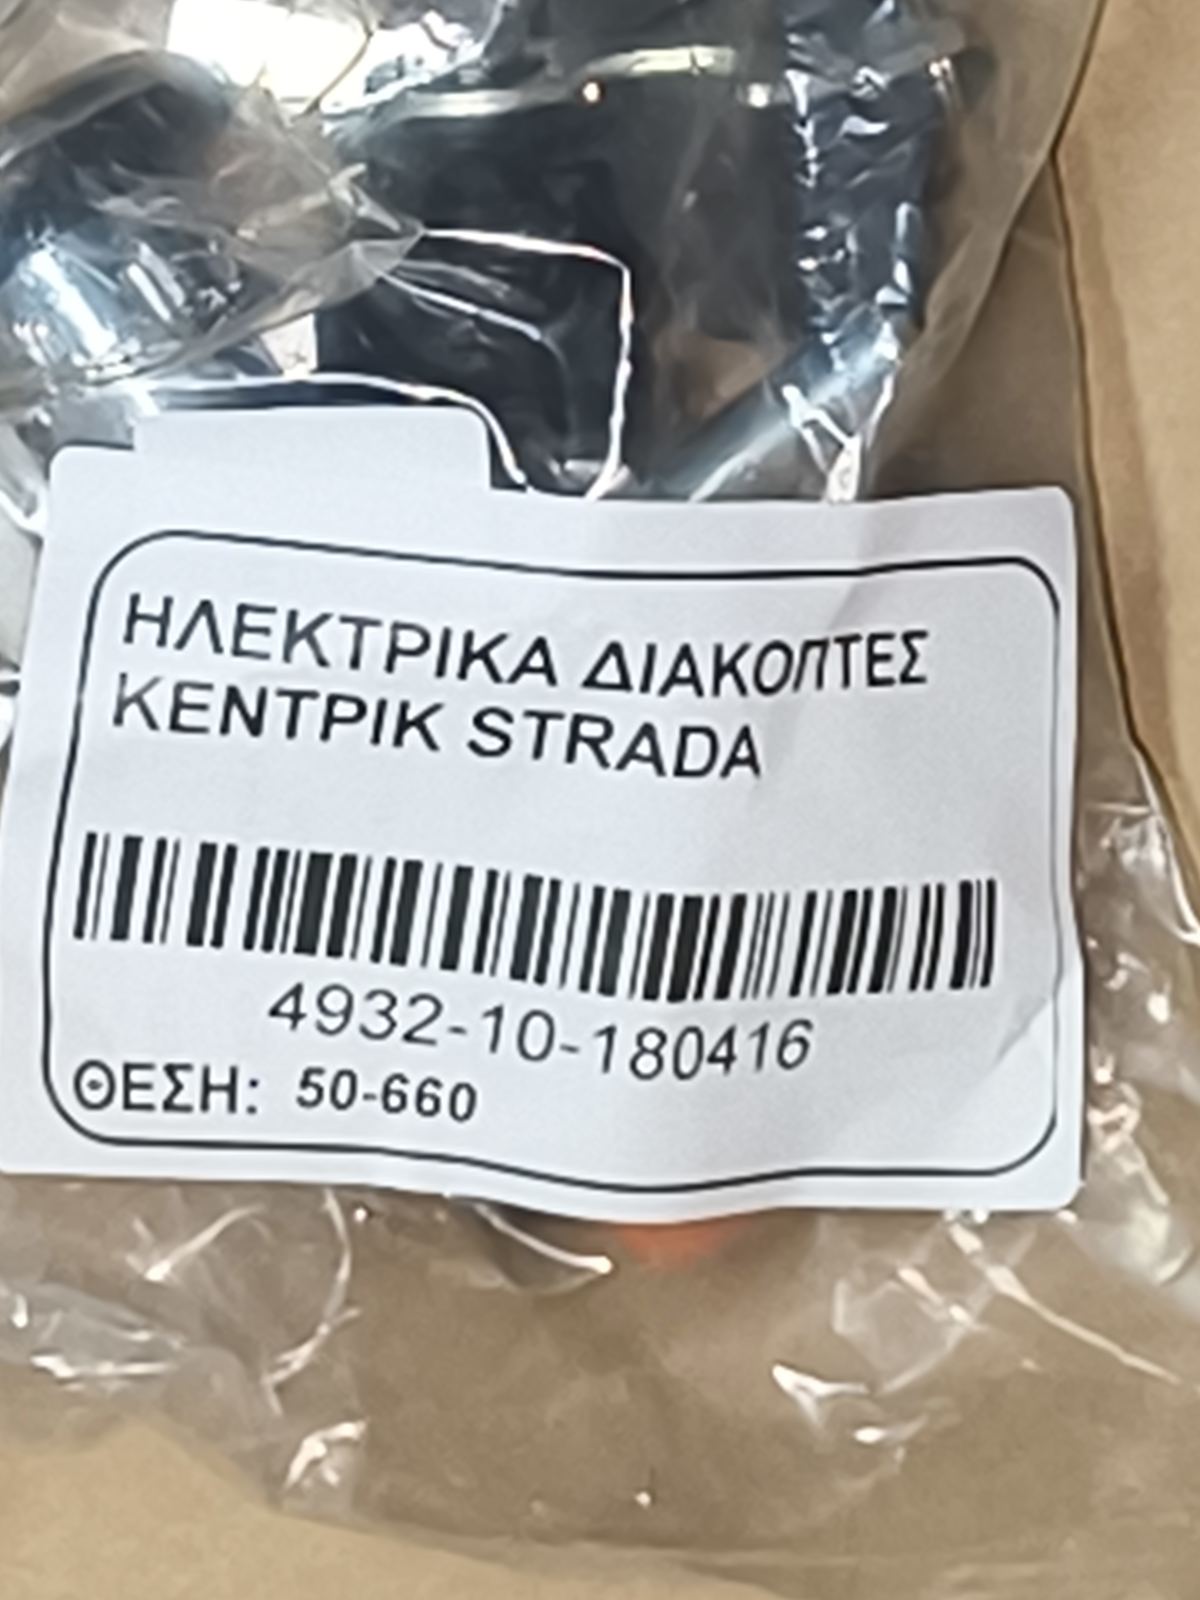 ΗΛΕΚΤΡΙΚΑ ΔΙΑΚΟΠΤΕΣ
ΚΕΝΤΡΙΚ STRADA
4932-10-180416
ΘΕΣΗ: 50-660